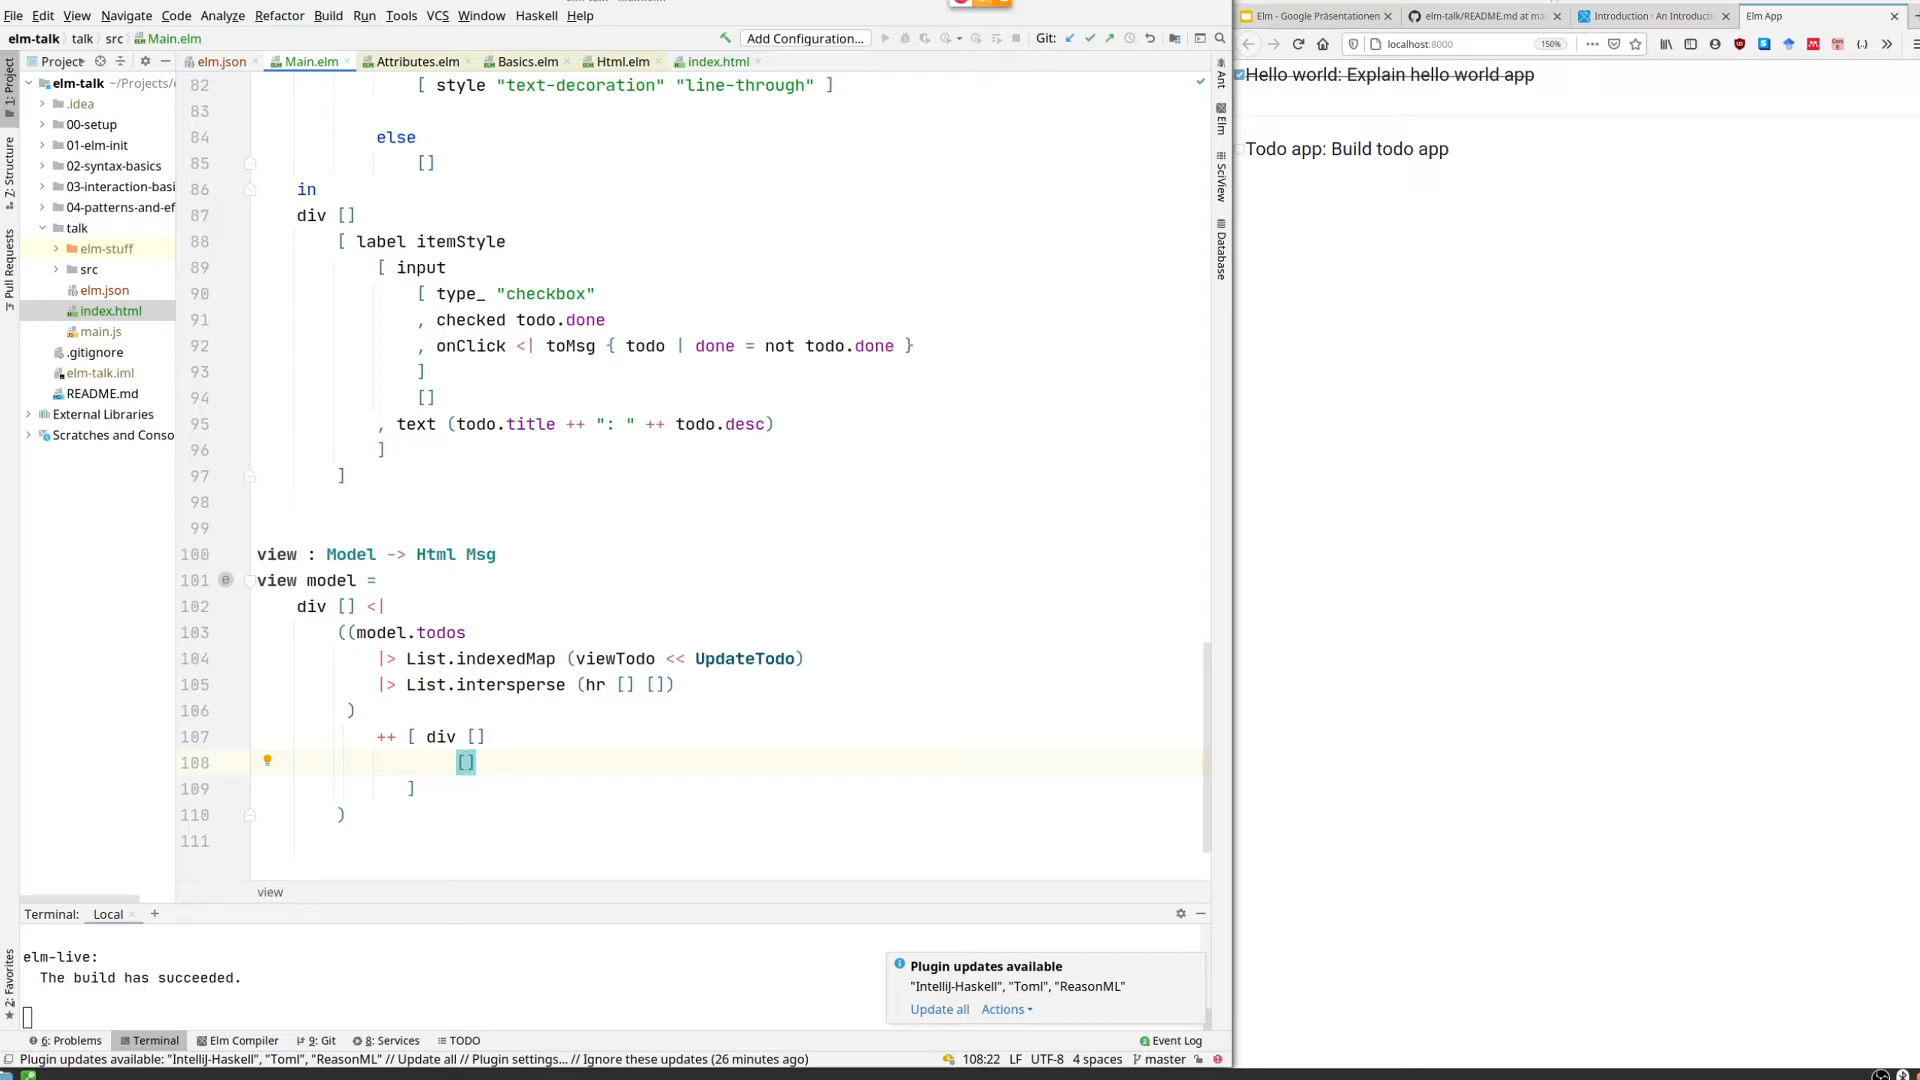 File Edit View Navigate Code Analyze Refactor Build Run Tools VCS Window Haskell Help
elm-talk talk src Main.elm
Add Configuration...
Git:
Project
elm.json Main.elm Attributes.elm Basics.elm Html.elm index.html
1: Project
Z: Structure
Pull Requests
2: Favorites
elm-talk ~/Projects/
.idea
00-setup
01-elm-init
02-syntax-basics
03-interaction-basi
04-patterns-and-ef
talk
elm-stuff
src
elm.json
index.html
main.js
.gitignore
elm-talk.iml
README.md
External Libraries
Scratches and Conso
82 [ style "text-decoration" "line-through" ]
83
84 else
85 []
86 in
87 div []
88 [ label itemStyle
89 [ input
90 [ type_ "checkbox"
91 , checked todo.done
92 , onClick <| toMsg { todo | done = not todo.done }
93 ]
94 []
95 , text (todo.title ++ ": " ++ todo.desc)
96 ]
97 ]
98
99
100 view : Model -> Html Msg
101 view model =
102 div [] <|
103 ((model.todos
104 |> List.indexedMap (viewTodo << UpdateTodo)
105 |> List.intersperse (hr [] [])
106 )
107 ++ [ div []
108 []
109 ]
110 )
111
view
Ant
Elm
SciView
Database
Terminal: Local +
elm-live:
The build has succeeded.
Plugin updates available
"IntelliJ-Haskell", "Toml", "ReasonML"
Update all Actions
6: Problems Terminal Elm Compiler 9: Git 8: Services TODO Event Log
Plugin updates available: "IntelliJ-Haskell", "Toml", "ReasonML" // Update all // Plugin settings... // Ignore these updates (26 minutes ago)
108:22 LF UTF-8 4 spaces master
Elm - Google Präsentationen elm-talk/README.md at ma Introduction - An Introducti Elm App
localhost:8000 150%
Hello world: Explain hello world app
Todo app: Build todo app